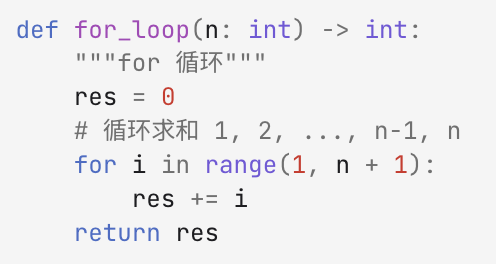 def for_loop(n: int) -> int:
    """for 循环"""
    res = 0
    # 循环求和 1, 2, ..., n-1, n
    for i in range(1, n + 1):
        res += i
    return res